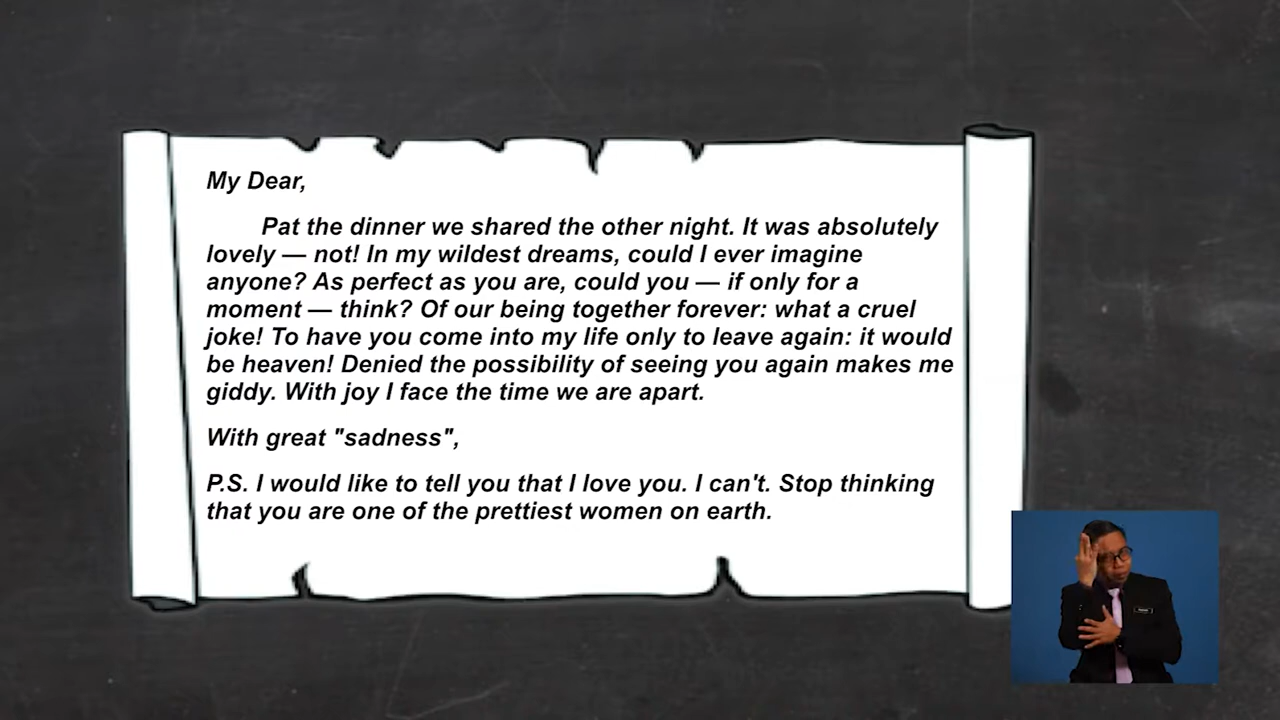 My Dear,
Pat the dinner we shared the other night. It was absolutely
lovely — not! In my wildest dreams, could I ever imagine
anyone? As perfect as you are, could you — if only for a
moment — think? Of our being together forever: what a cruel
joke! To have you come into my life only to leave again: it would
be heaven! Denied the possibility of seeing you again makes me
giddy. With joy I face the time we are apart.
With great "sadness",
P.S. I would like to tell you that I love you. I can't. Stop thinking
that you are one of the prettiest women on earth.